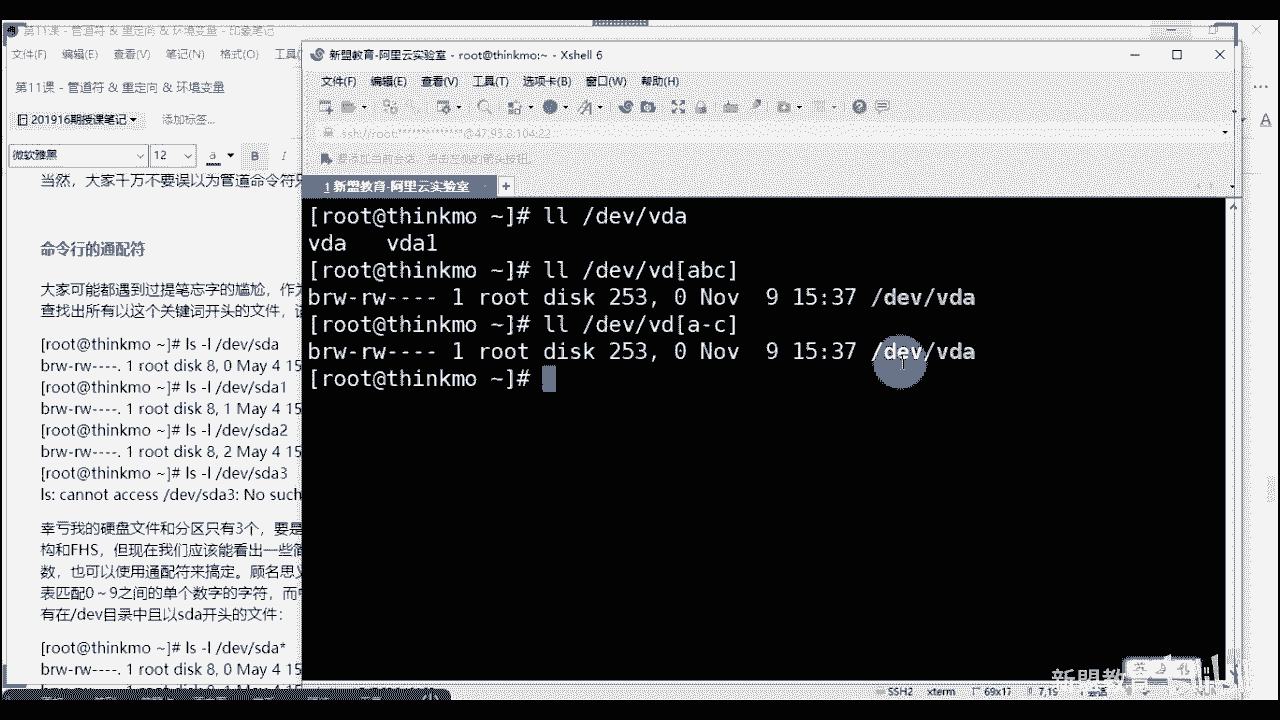 第11课 - 管道符 & 重定向 & 环境变量 - 印象笔记
文件(F) 编辑(E) 查看(V) 笔记(N) 格式(O) 工具
第11课 - 管道符 & 重定向 & 环境变量
201916期授课笔记 添加标签...
微软雅黑 12 a B I
当然，大家千万不要误以为管道命令符只
命令行的通配符
大家可能都遇到过提笔忘字的尴尬，作为
查找出所有以这个关键词开头的文件，
[root@thinkmo ~]# ls -l /dev/sda
brw-rw----. 1 root disk 8, 0 May 4 15
[root@thinkmo ~]# ls -l /dev/sda1
brw-rw----. 1 root disk 8, 1 May 4 15
[root@thinkmo ~]# ls -l /dev/sda2
brw-rw----. 1 root disk 8, 2 May 4 15
[root@thinkmo ~]# ls -l /dev/sda3
ls: cannot access /dev/sda3: No such
幸亏我的硬盘文件和分区只有3个，要是
构和FHS，但现在我们应该能看出一些简
数，也可以使用通配符来搞定。顾名思义
表匹配0～9之间的单个数字的字符，而
有在/dev目录中且以sda开头的文件：
[root@thinkmo ~]# ls -l /dev/sda*
brw-rw----. 1 root disk 8, 0 May 4 15
新盟教育-阿里云实验室 - root@thinkmo:~ - Xshell 6
文件(F) 编辑(E) 查看(V) 工具(T) 选项卡(B) 窗口(W) 帮助(H)
ssh://root:**************@47.93.8.104:22
1 新盟教育-阿里云实验室 +
[root@thinkmo ~]# ll /dev/vda
vda vda1
[root@thinkmo ~]# ll /dev/vd[abc]
brw-rw---- 1 root disk 253, 0 Nov 9 15:37 /dev/vda
[root@thinkmo ~]# ll /dev/vd[a-c]
brw-rw---- 1 root disk 253, 0 Nov 9 15:37 /dev/vda
[root@thinkmo ~]#
新盟教育
SSH2 xterm 69x17 7,19